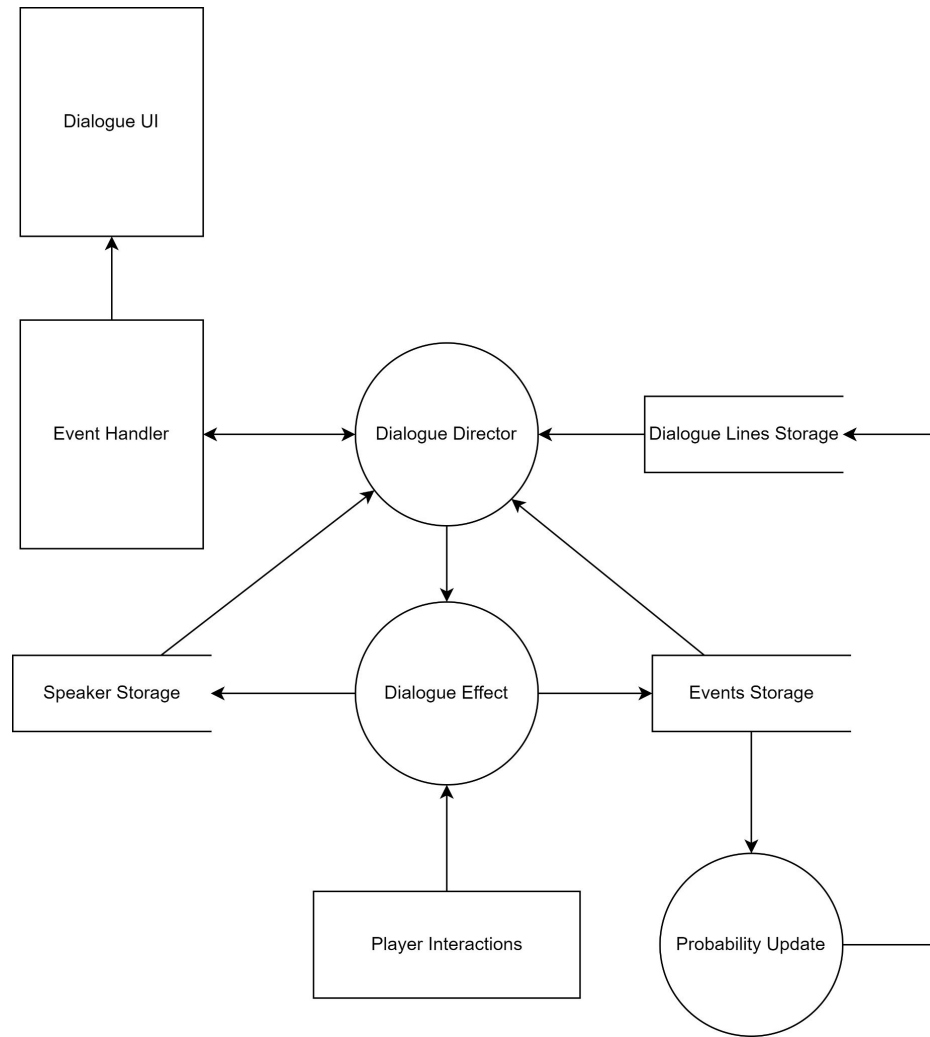 Dialogue UI
Event Handler
Dialogue Director
Dialogue Lines Storage
Speaker Storage
Dialogue Effect
Events Storage
Player Interactions
Probability Update